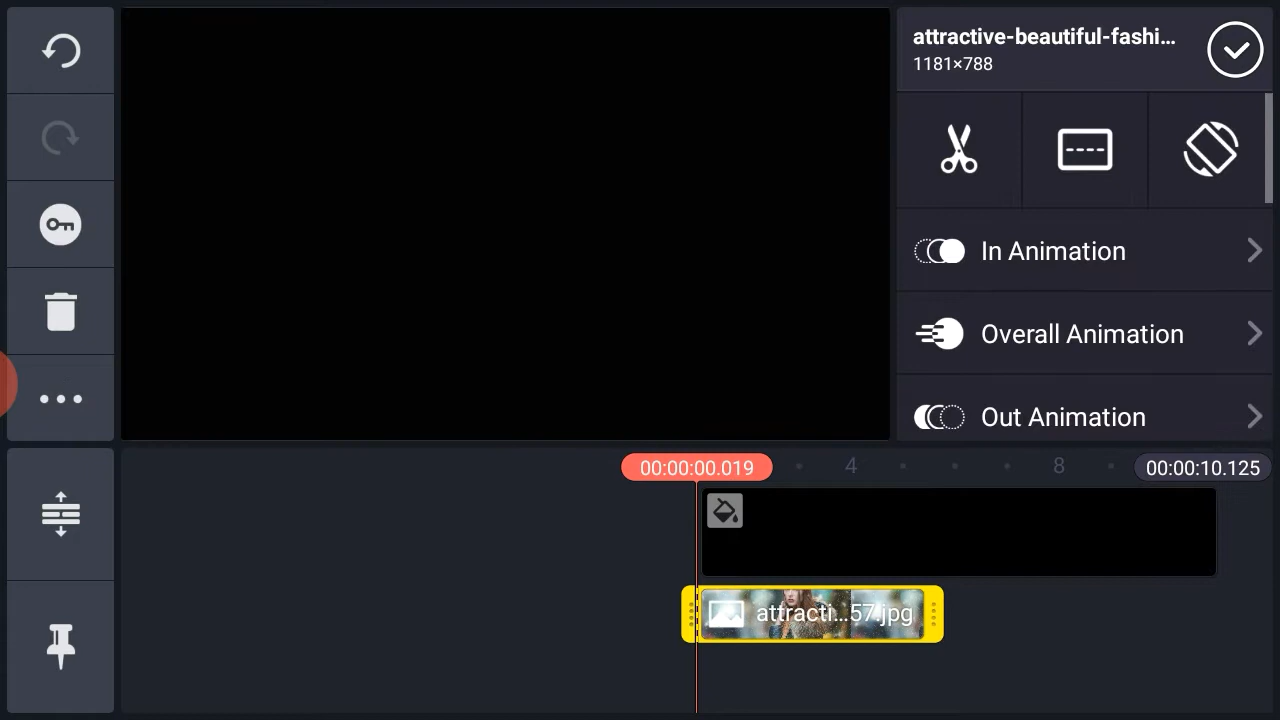 attractive-beautiful-fashi...
1181×788
In Animation
Overall Animation
Out Animation
00:00:00.019
4
8
00:00:10.125
attracti...57.jpg